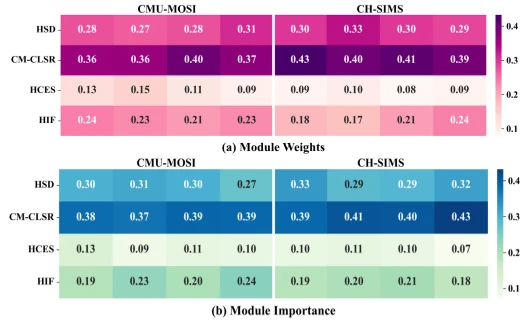 CMU-MOSI CH-SIMS
HSD 0.28 0.27 0.28 0.31 0.30 0.33 0.30 0.29 0.4
CM-CLSR 0.36 0.36 0.40 0.37 0.43 0.40 0.41 0.39 0.3
HCES 0.13 0.15 0.11 0.09 0.09 0.10 0.08 0.09 0.2
HIF 0.24 0.23 0.21 0.23 0.18 0.17 0.21 0.24 0.1
(a) Module Weights
CMU-MOSI CH-SIMS
HSD 0.30 0.31 0.30 0.27 0.33 0.29 0.29 0.32 0.4
CM-CLSR 0.38 0.37 0.39 0.39 0.39 0.41 0.40 0.43 0.3
HCES 0.13 0.09 0.11 0.10 0.10 0.11 0.10 0.07 0.2
HIF 0.19 0.23 0.20 0.24 0.19 0.20 0.21 0.18 0.1
(b) Module Importance